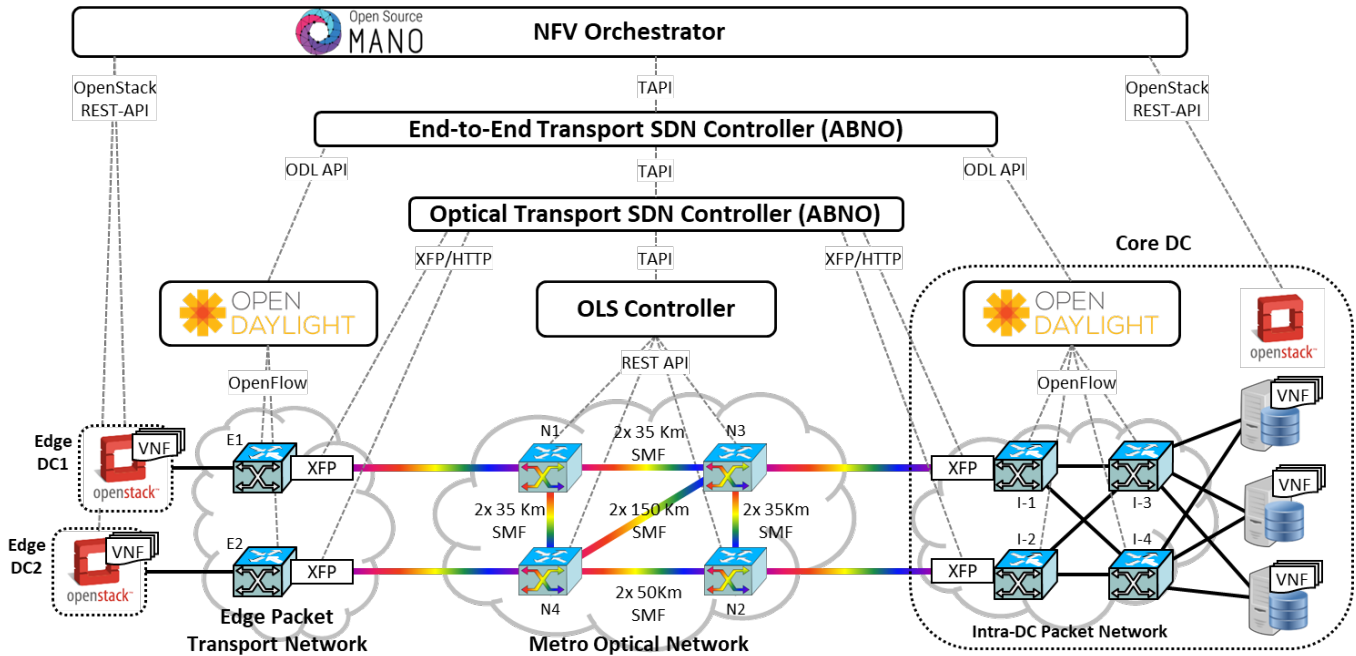 Open Source
MANO
NFV Orchestrator
OpenStack
REST-API
TAPI
OpenStack
REST-API
End-to-End Transport SDN Controller (ABNO)
ODL API
TAPI
ODL API
Optical Transport SDN Controller (ABNO)
XFP/HTTP
TAPI
XFP/HTTP
Core DC
OPEN
DAYLIGHT
OLS Controller
OPEN
DAYLIGHT
openstack™
OpenFlow
REST API
OpenFlow
VNF
Edge
DC1
VNF
openstack™
E1
XFP
N1
2x 35 Km
SMF
N3
XFP
I-1
I-3
VNF
2x 35 Km
SMF
2x 150 Km
SMF
2x 35Km
SMF
Edge
DC2
VNF
openstack™
E2
XFP
N4
2x 50Km
SMF
N2
XFP
I-2
I-4
VNF
Edge Packet
Transport Network
Metro Optical Network
Intra-DC Packet Network